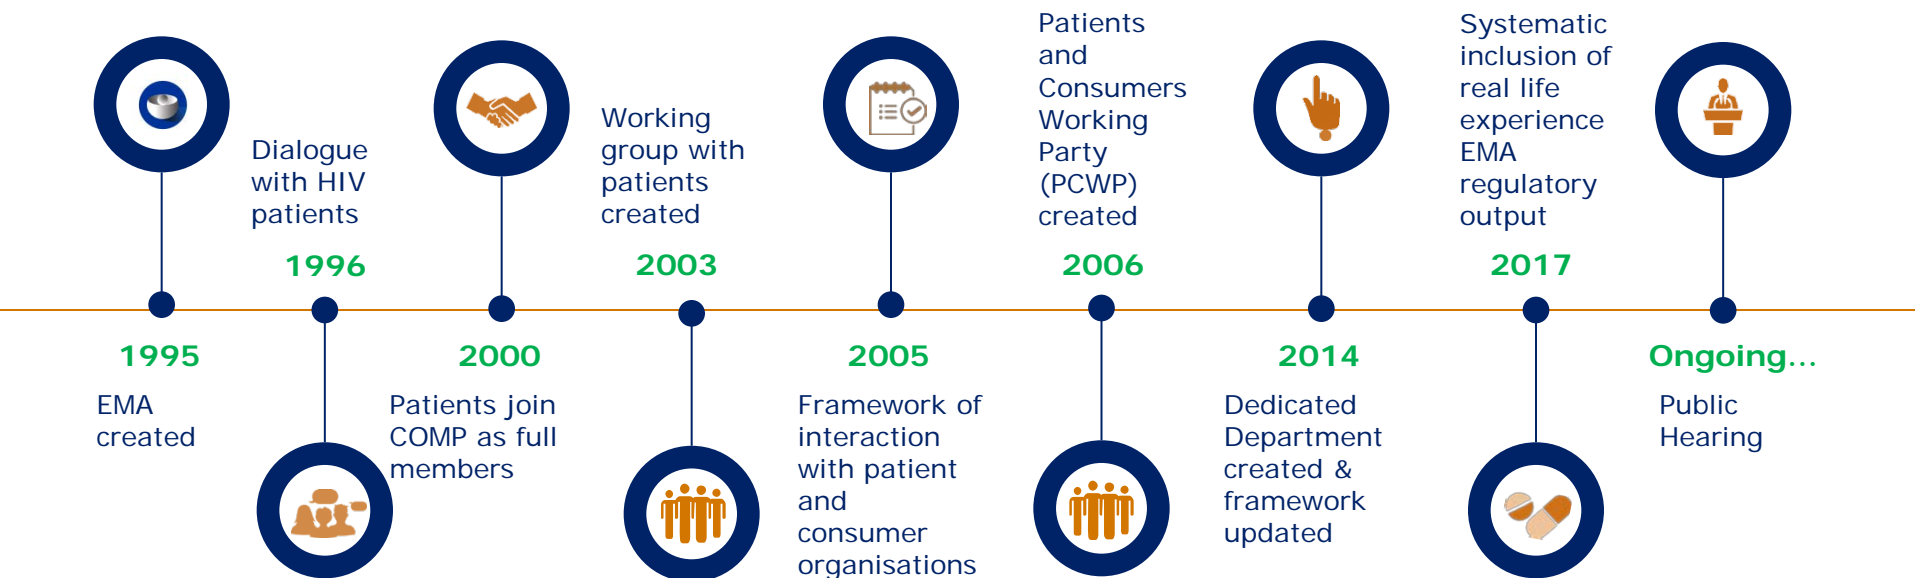 EMA
created
1995
Dialogue
with HIV
patients
1996
2000
Patients join
COMP as full
members
Working
group with
patients
created
2003
2005
Framework of
interaction
with patient
and
consumer
organisations
Patients
and
Consumers
Working
Party
(PCWP)
created
2006
2014
Dedicated
Department
created &
framework
updated
Systematic
inclusion of
real life
experience
EMA
regulatory
output
2017
Ongoing...
Public
Hearing